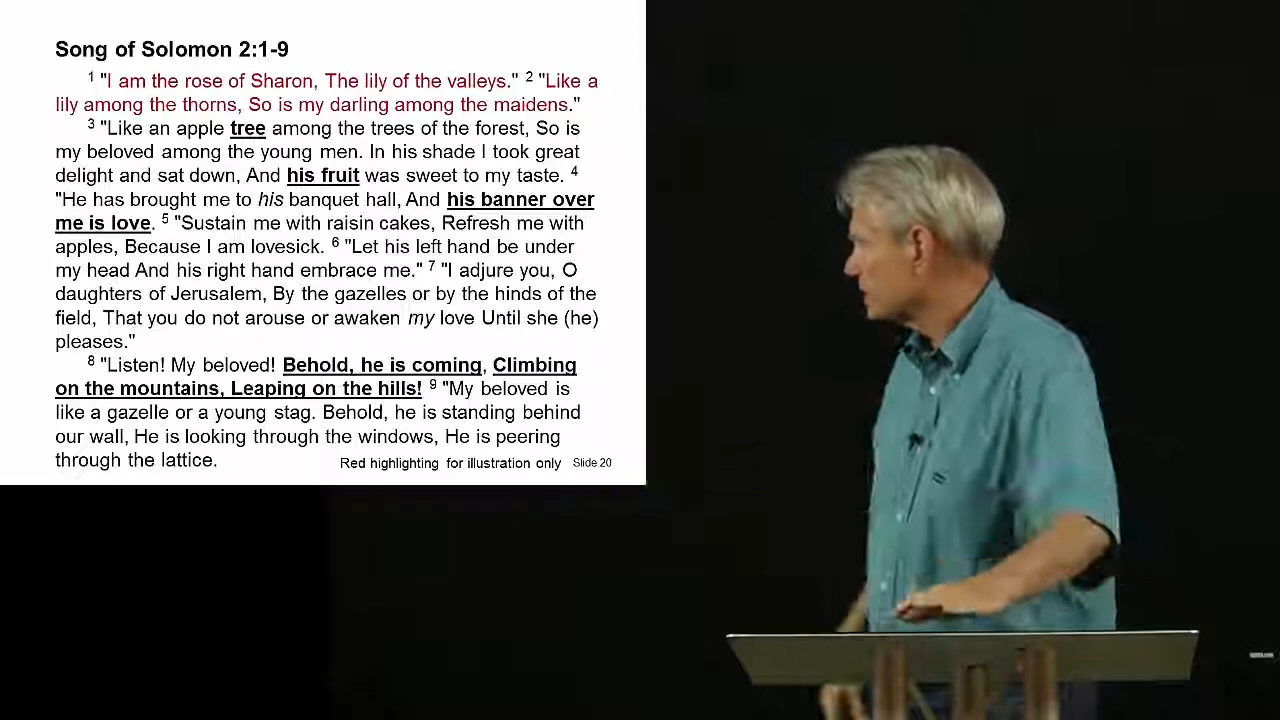 Song of Solomon 2:1-9
1 "I am the rose of Sharon, The lily of the valleys." 2 "Like a
lily among the thorns, So is my darling among the maidens."
3 "Like an apple tree among the trees of the forest, So is
my beloved among the young men. In his shade I took great
delight and sat down, And his fruit was sweet to my taste. 4
"He has brought me to his banquet hall, And his banner over
me is love. 5 "Sustain me with raisin cakes, Refresh me with
apples, Because I am lovesick. 6 "Let his left hand be under
my head And his right hand embrace me." 7 "I adjure you, O
daughters of Jerusalem, By the gazelles or by the hinds of the
field, That you do not arouse or awaken my love Until she (he)
pleases."
8 "Listen! My beloved! Behold, he is coming, Climbing
on the mountains, Leaping on the hills! 9 "My beloved is
like a gazelle or a young stag. Behold, he is standing behind
our wall, He is looking through the windows, He is peering
through the lattice.
Red highlighting for illustration only
Slide 20